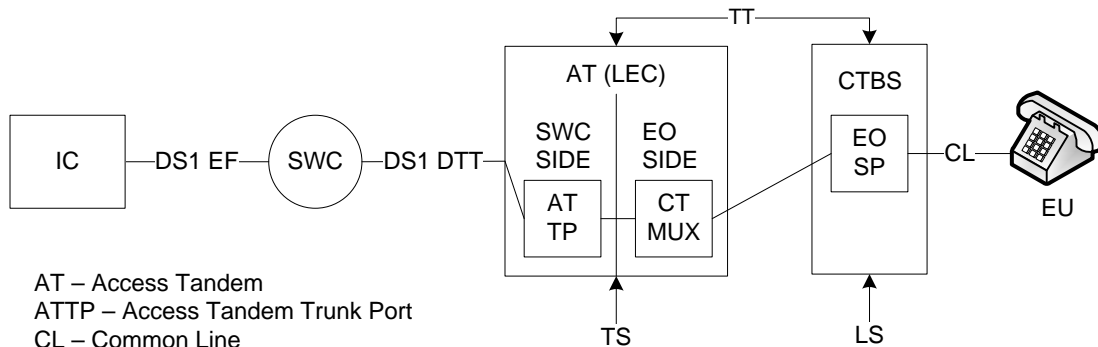 TT
AT (LEC)
CTBS
SWC
SIDE
EO
SIDE
IC
DS1 EF
SWC
DS1 DTT
AT
TP
CT
MUX
EO
SP
CL
EU
AT – Access Tandem
ATTP – Access Tandem Trunk Port
CL – Common Line
TS
LS